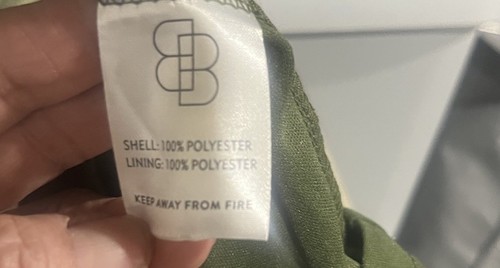 SHELL: 100% POLYESTER
LINING: 100% POLYESTER
KEEP AWAY FROM FIRE